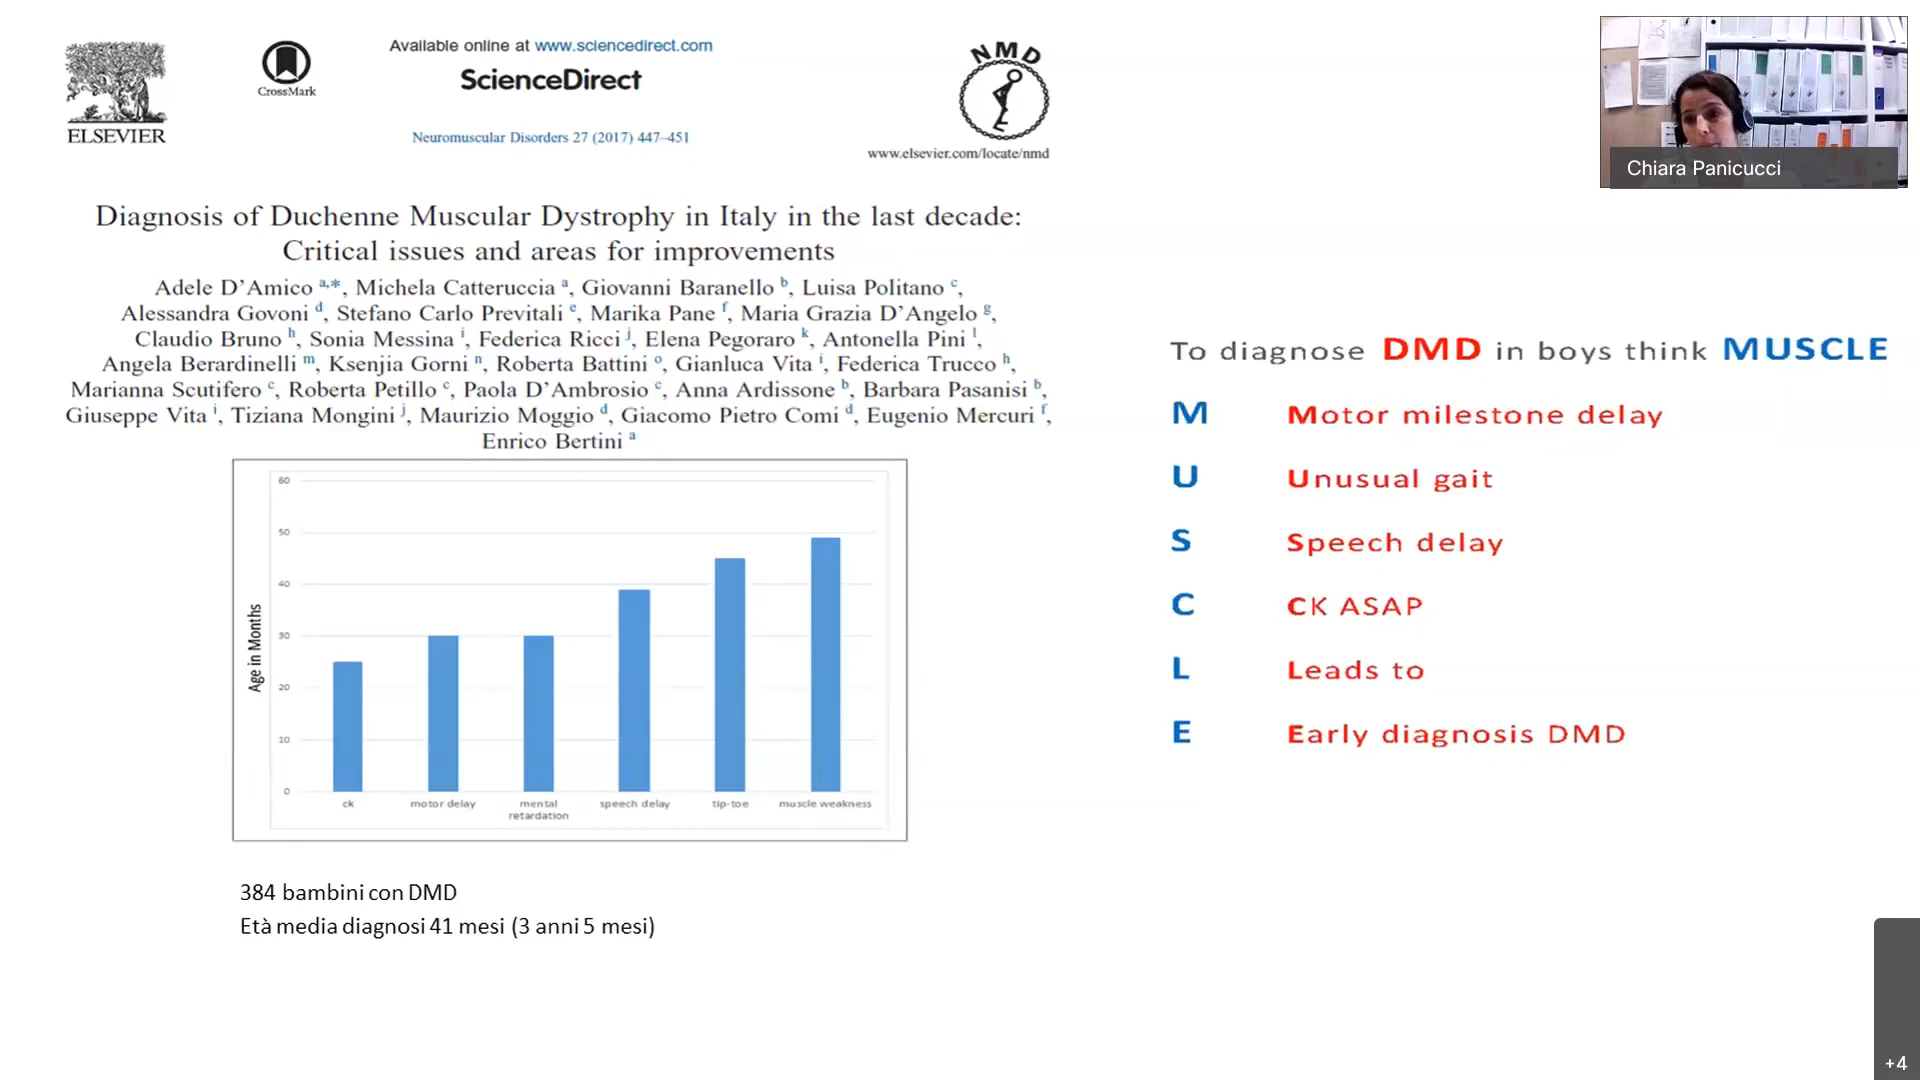 ELSEVIER
CrossMark
Available online at www.sciencedirect.com
ScienceDirect
Neuromuscular Disorders 27 (2017) 447–451
NMD
www.elsevier.com/locate/nmd
Chiara Panicucci
Diagnosis of Duchenne Muscular Dystrophy in Italy in the last decade:
Critical issues and areas for improvements
Adele D’Amico a,*, Michela Catteruccia a, Giovanni Baranello b, Luisa Politano c,
Alessandra Govoni d, Stefano Carlo Previtali e, Marika Pane f, Maria Grazia D’Angelo g,
Claudio Bruno h, Sonia Messina i, Federica Ricci j, Elena Pegoraro k, Antonella Pini l,
Angela Berardinelli m, Ksenjia Gorni n, Roberta Battini o, Gianluca Vita i, Federica Trucco h,
Marianna Scutifero c, Roberta Petillo c, Paola D’Ambrosio c, Anna Ardissone b, Barbara Pasanisi b,
Giuseppe Vita i, Tiziana Mongini j, Maurizio Moggio d, Giacomo Pietro Comi d, Eugenio Mercuri f,
Enrico Bertini a
Age in Months
60
50
40
30
20
10
0
ck
motor delay
mental
retardation
speech delay
tip-toe
muscle weakness
384 bambini con DMD
Età media diagnosi 41 mesi (3 anni 5 mesi)
To diagnose DMD in boys think MUSCLE
M Motor milestone delay
U Unusual gait
S Speech delay
C CK ASAP
L Leads to
E Early diagnosis DMD
+4